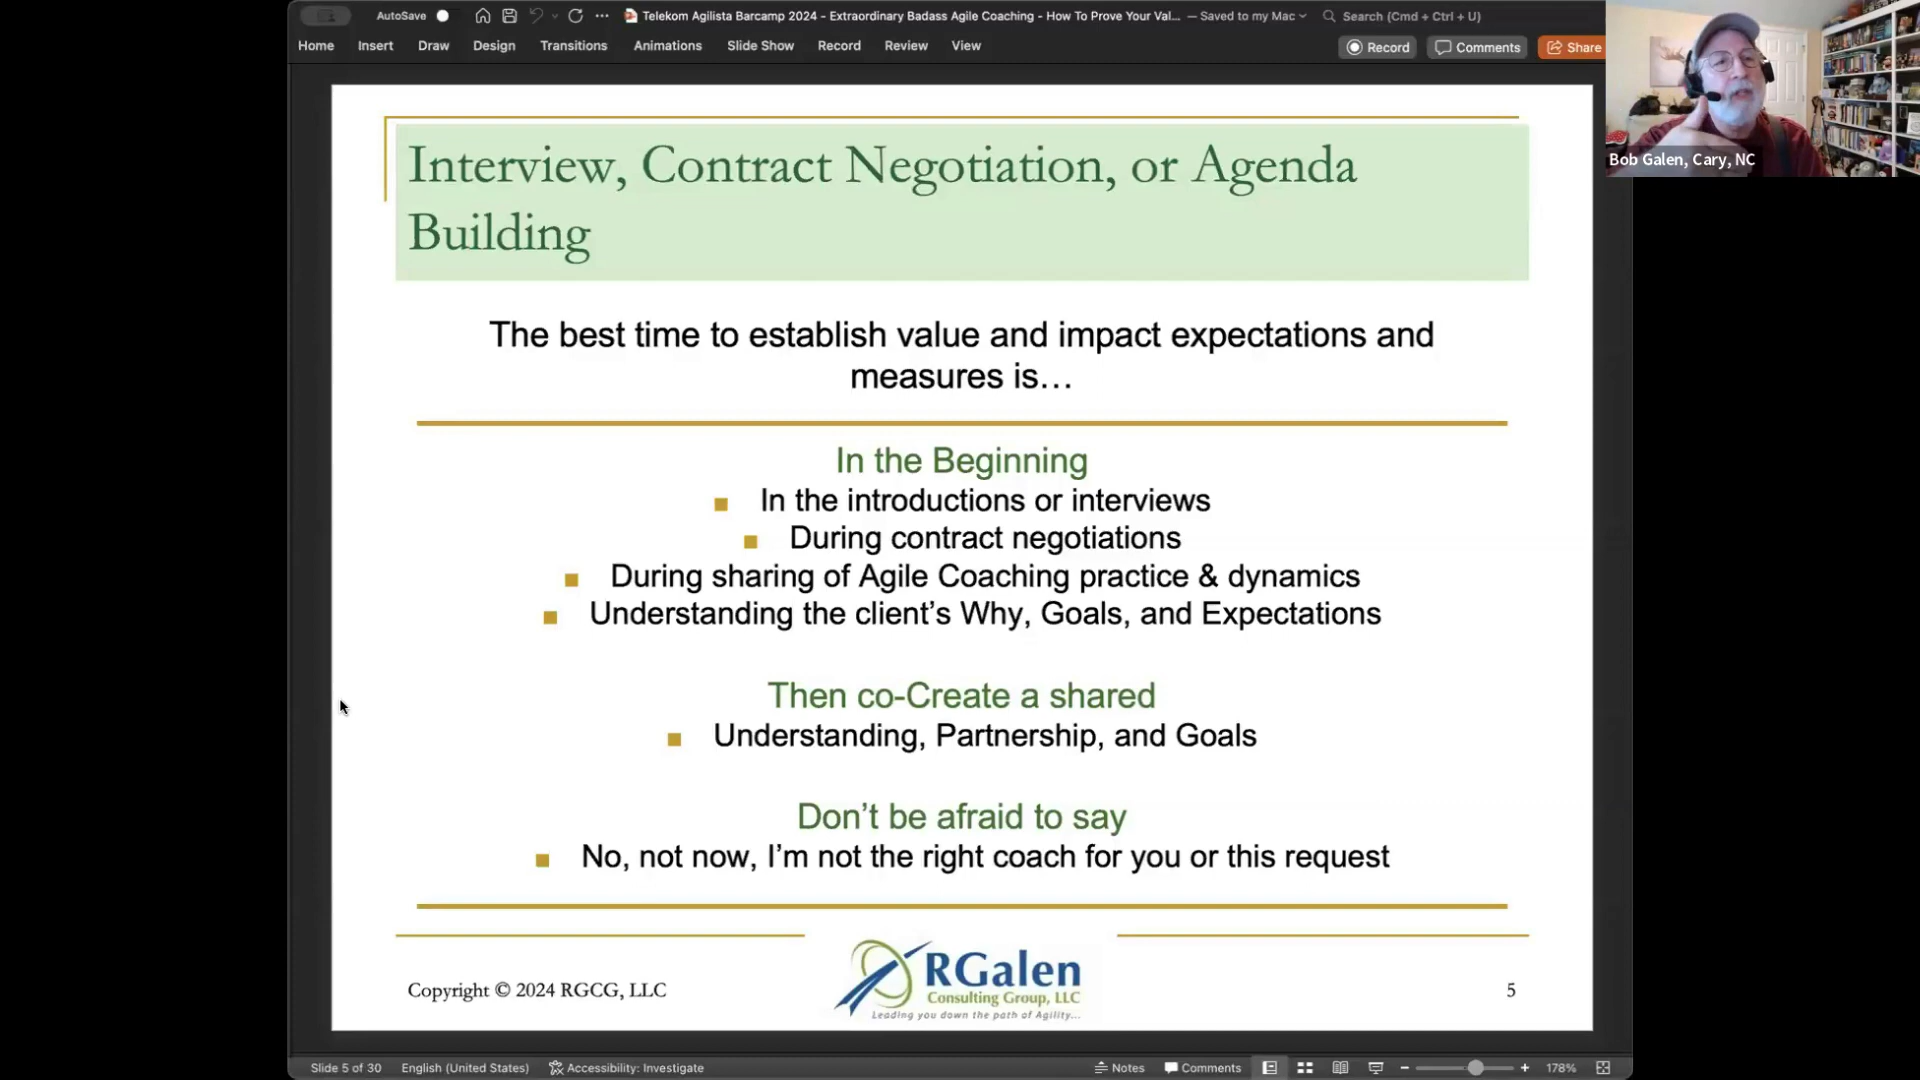 AutoSave
Telekom Agilista Barcamp 2024 - Extraordinary Badass Agile Coaching - How To Prove Your Val... — Saved to my Mac
Search (Cmd + Ctrl + U)
Home Insert Draw Design Transitions Animations Slide Show Record Review View
Record Comments Share
Bob Galen, Cary, NC
Interview, Contract Negotiation, or Agenda
Building
The best time to establish value and impact expectations and
measures is…
In the Beginning
In the introductions or interviews
During contract negotiations
During sharing of Agile Coaching practice & dynamics
Understanding the client’s Why, Goals, and Expectations
Then co-Create a shared
Understanding, Partnership, and Goals
Don’t be afraid to say
No, not now, I’m not the right coach for you or this request
RGalen
Consulting Group, LLC
Leading you down the path of Agility...
Copyright © 2024 RGCG, LLC
5
Slide 5 of 30 English (United States) Accessibility: Investigate Notes Comments 178%